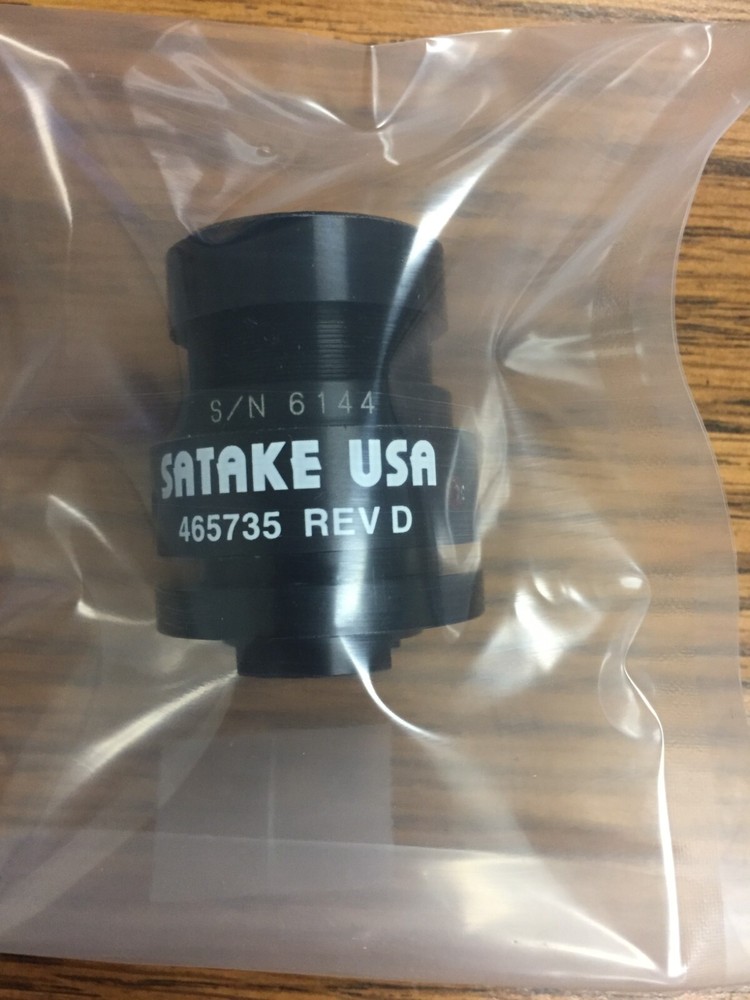 S/N 6144
SATAKE USA
465735 REV D